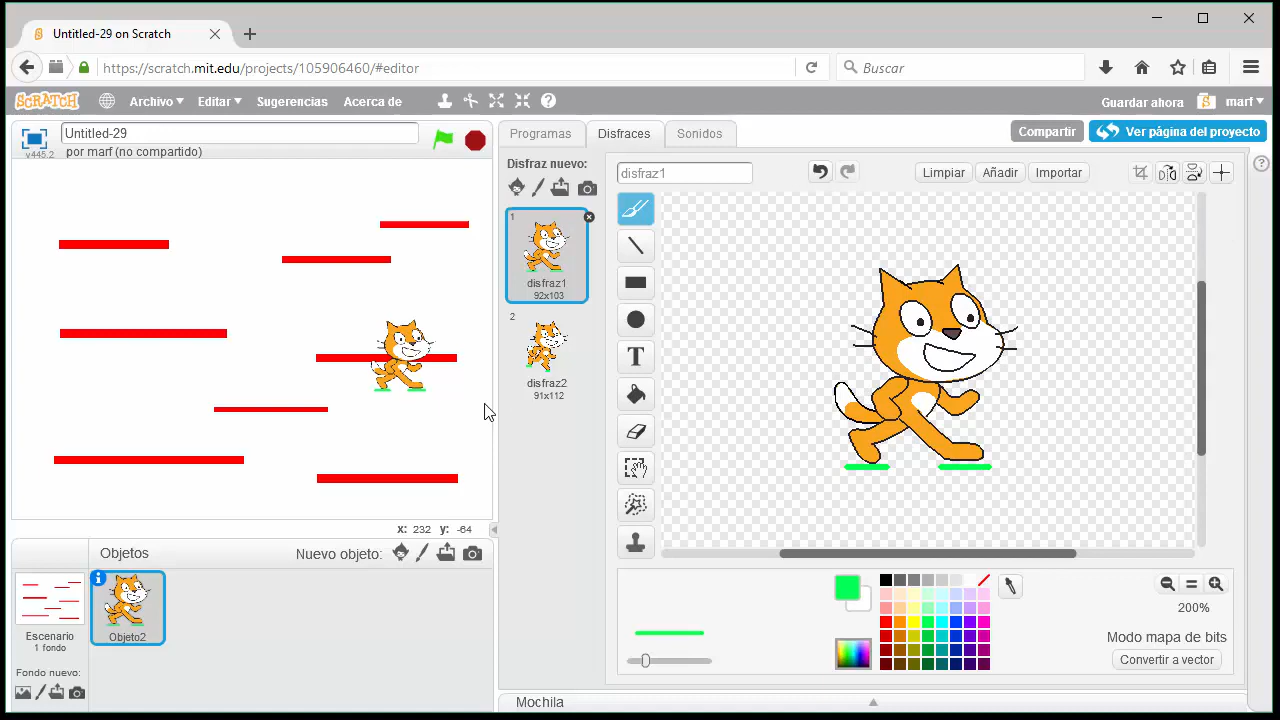 Untitled-29 on Scratch
https://scratch.mit.edu/projects/105906460/#editor
Buscar
SCRATCH
Archivo
Editar
Sugerencias
Acerca de
Guardar ahora
marf
v445.2
Untitled-29
por marf (no compartido)
Programas
Disfraces
Sonidos
Compartir
Ver página del proyecto
Disfraz nuevo:
disfraz1
Limpiar
Añadir
Importar
1
disfraz1
92x103
2
disfraz2
91x112
T
x: 232 y: -64
Objetos
Nuevo objeto:
Escenario
1 fondo
Objeto2
Fondo nuevo:
200%
Modo mapa de bits
Convertir a vector
Mochila